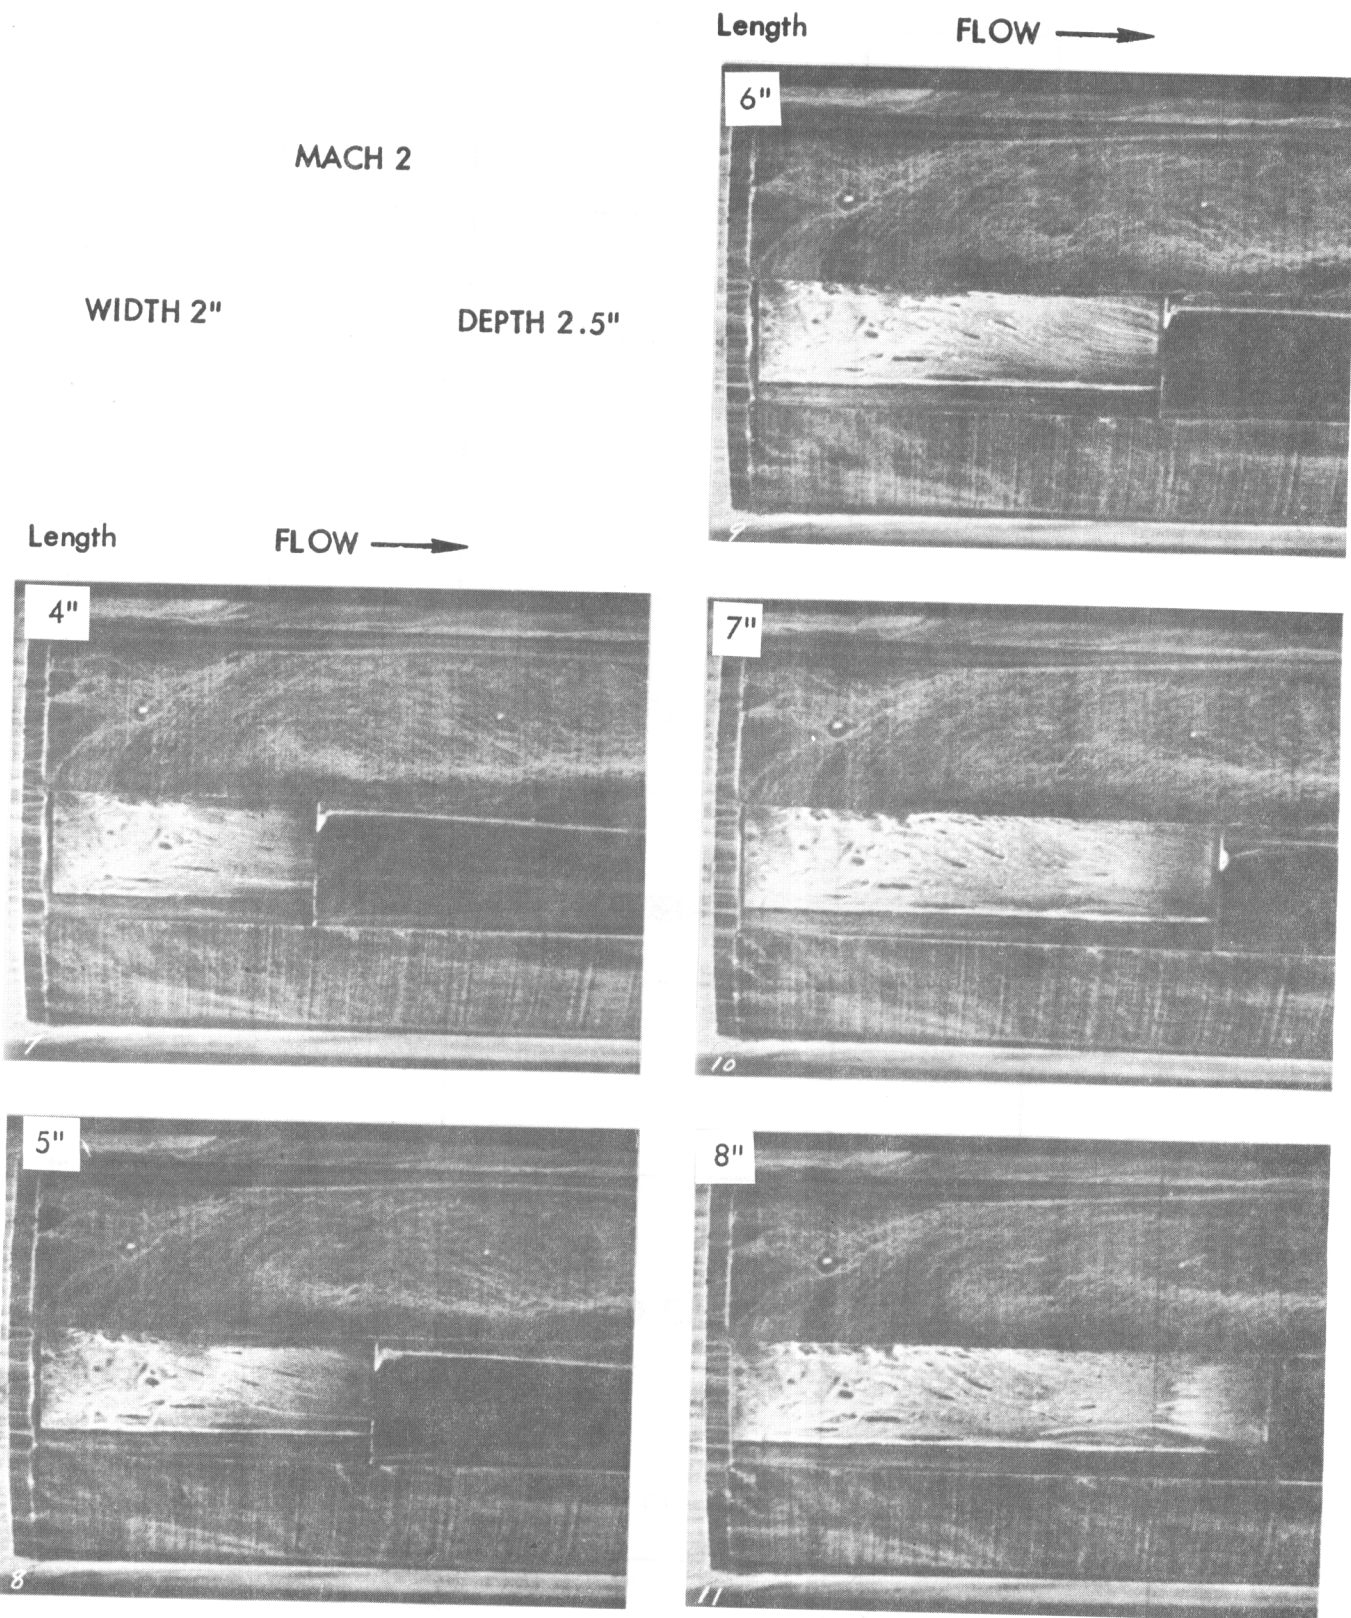 Length FLOW
6"
MACH 2
WIDTH 2" DEPTH 2.5"
9
Length FLOW
4"
7
7"
10
5"
8
8"
11